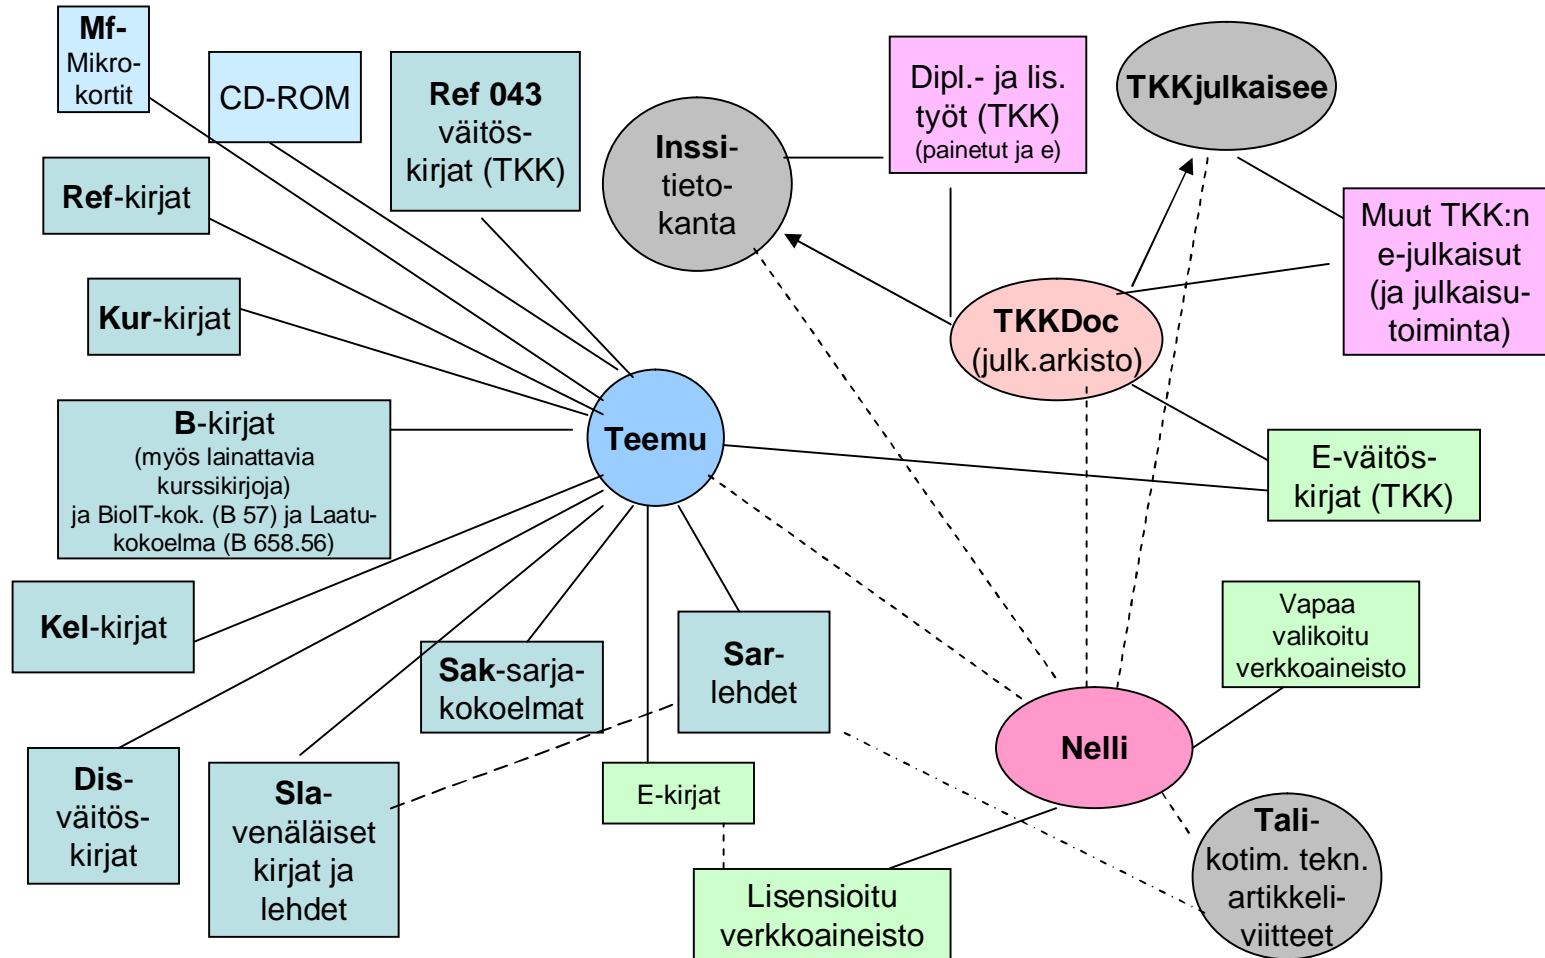 Mf-
Mikro-
kortit
CD-ROM
Ref 043
väitös-
kirjat (TKK)
Inssi-
tieto-
kanta
Dipl.- ja lis.
työt (TKK)
(painetut ja e)
TKKjulkaisee
Ref-kirjat
Kur-kirjat
Muut TKK:n
e-julkaisut
(ja julkaisu-
toiminta)
TKKDoc
(julk.arkisto)
B-kirjat
(myös lainattavia
kurssikirjoja)
ja BioIT-kok. (B 57) ja Laatu-
kokoelma (B 658.56)
Teemu
E-väitös-
kirjat (TKK)
Kel-kirjat
Sak-sarja-
kokoelmat
Sar-
lehdet
Vapaa
valikoitu
verkkoaineisto
Nelli
Dis-
väitös-
kirjat
Sla-
venäläiset
kirjat ja
lehdet
E-kirjat
Lisensioitu
verkkoaineisto
Tali-
kotim. tekn.
artikkeli-
viitteet